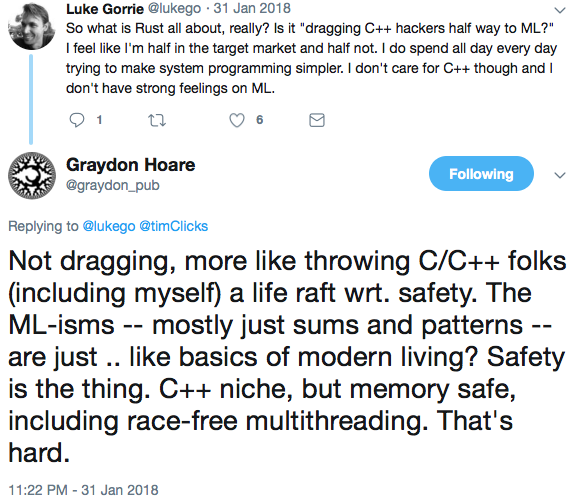 Luke Gorrie @lukego · 31 Jan 2018
So what is Rust all about, really? Is it "dragging C++ hackers half way to ML?"
I feel like I'm half in the target market and half not. I do spend all day every day
trying to make system programming simpler. I don't care for C++ though and I
don't have strong feelings on ML.
1 6
Graydon Hoare
@graydon_pub
Following
Replying to @lukego @timClicks
Not dragging, more like throwing C/C++ folks
(including myself) a life raft wrt. safety. The
ML-isms -- mostly just sums and patterns --
are just .. like basics of modern living? Safety
is the thing. C++ niche, but memory safe,
including race-free multithreading. That's
hard.
11:22 PM - 31 Jan 2018